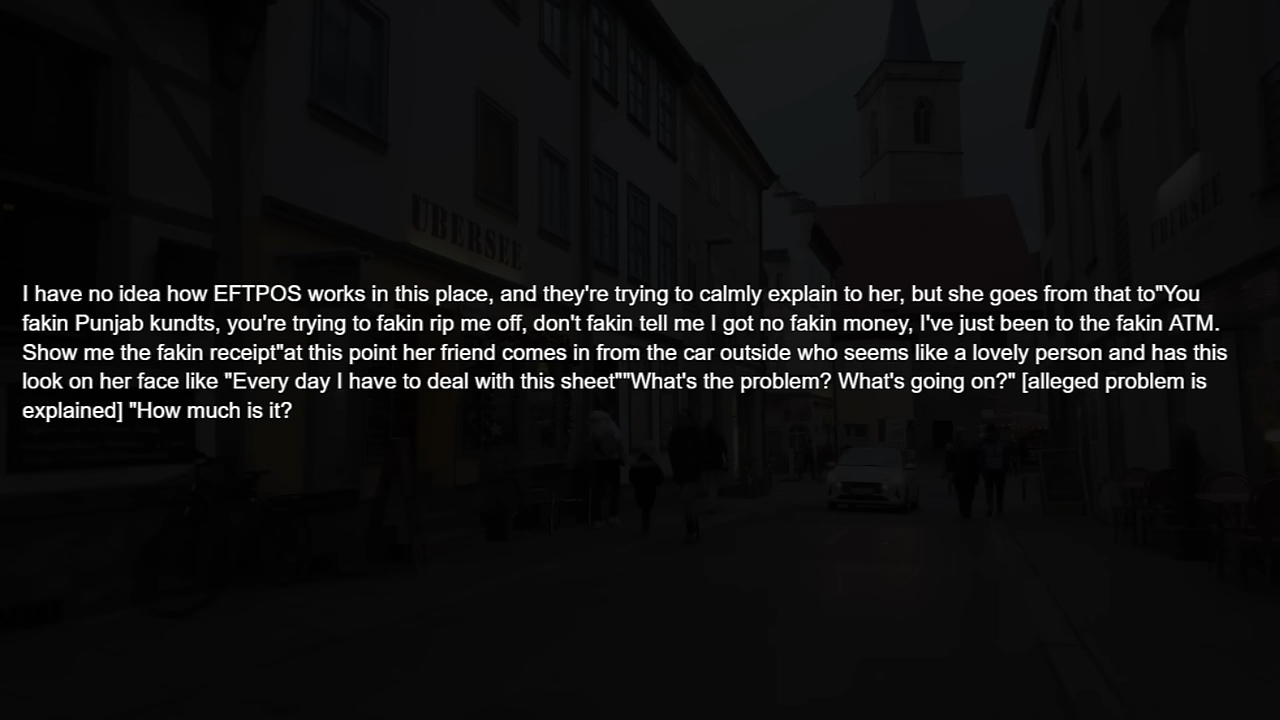 ÜBERSEE
ÜBERSEE
I have no idea how EFTPOS works in this place, and they're trying to calmly explain to her, but she goes from that to"You
fakin Punjab kundts, you're trying to fakin rip me off, don't fakin tell me I got no fakin money, I've just been to the fakin ATM.
Show me the fakin receipt"at this point her friend comes in from the car outside who seems like a lovely person and has this
look on her face like "Every day I have to deal with this sheet""What's the problem? What's going on?" [alleged problem is
explained] "How much is it?